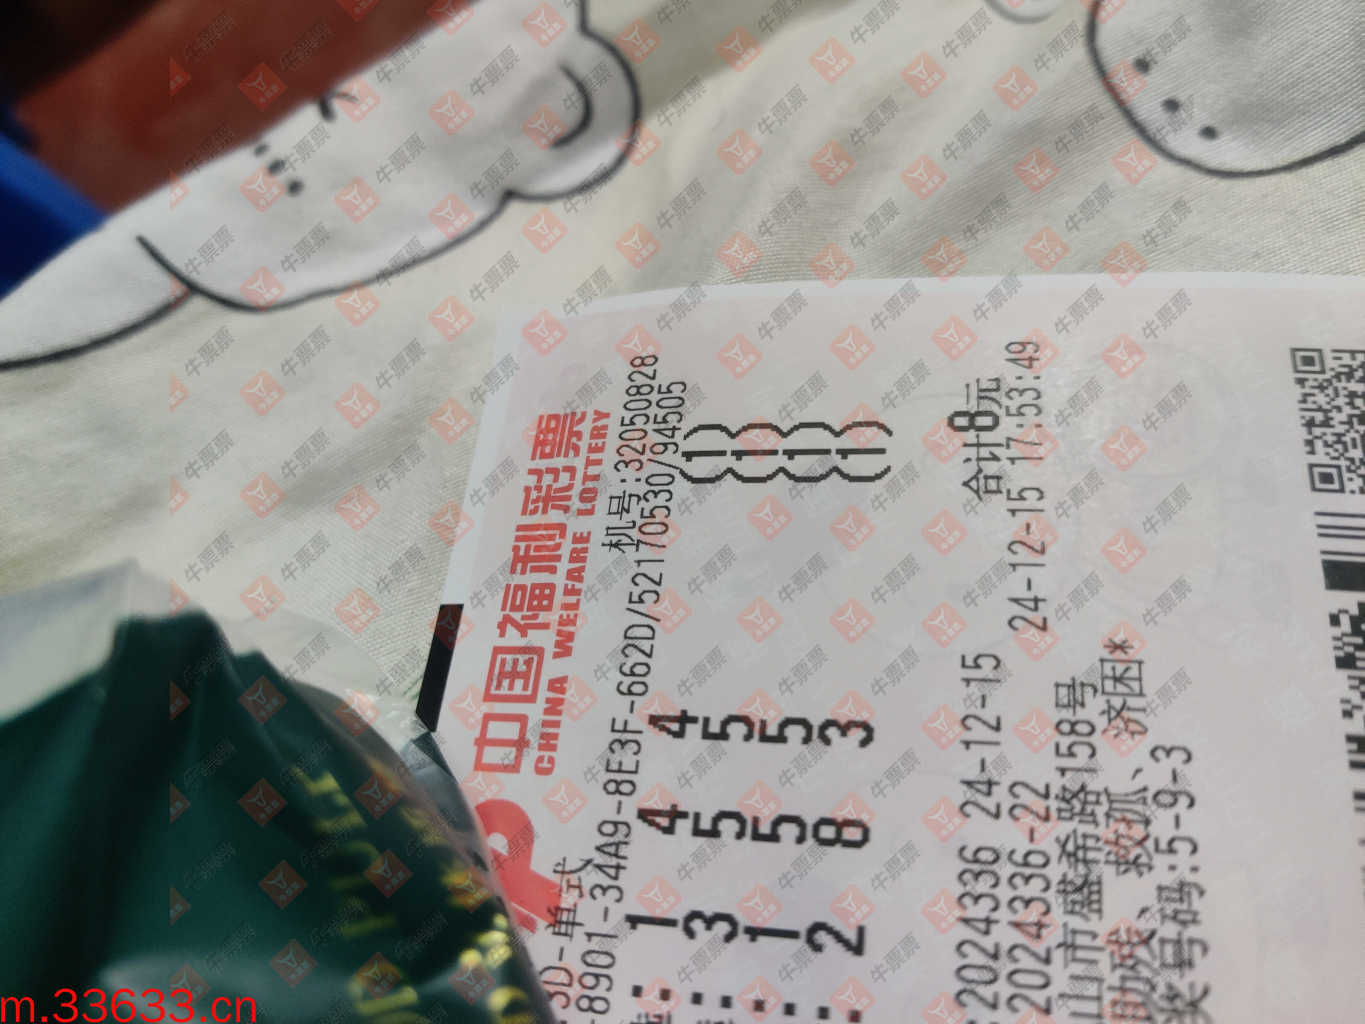 中国福利彩票
CHINA WELFARE LOTTERY
3D-单式
机号:32050828
-8901-34A9-8E3F-662D/52170530/94505
: 1 4 4 (1)
: 3 5 5 (1)
: 1 5 5 (1)
: 2 8 3 (1)
合计8元
:2024336 24-12-15
24-12-15 17:53:49
:2024336-22
山市盛希路158号
助残、救孤、济困*
奖号码:5-9-3
牛票票
m.33633.cn